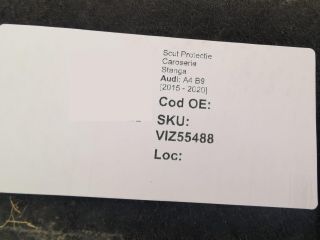 Scut Protectie
Caroserie
Stanga
Audi: A4 B9
[2015 - 2020]
Cod OE:
SKU:
VIZ55488
Loc: